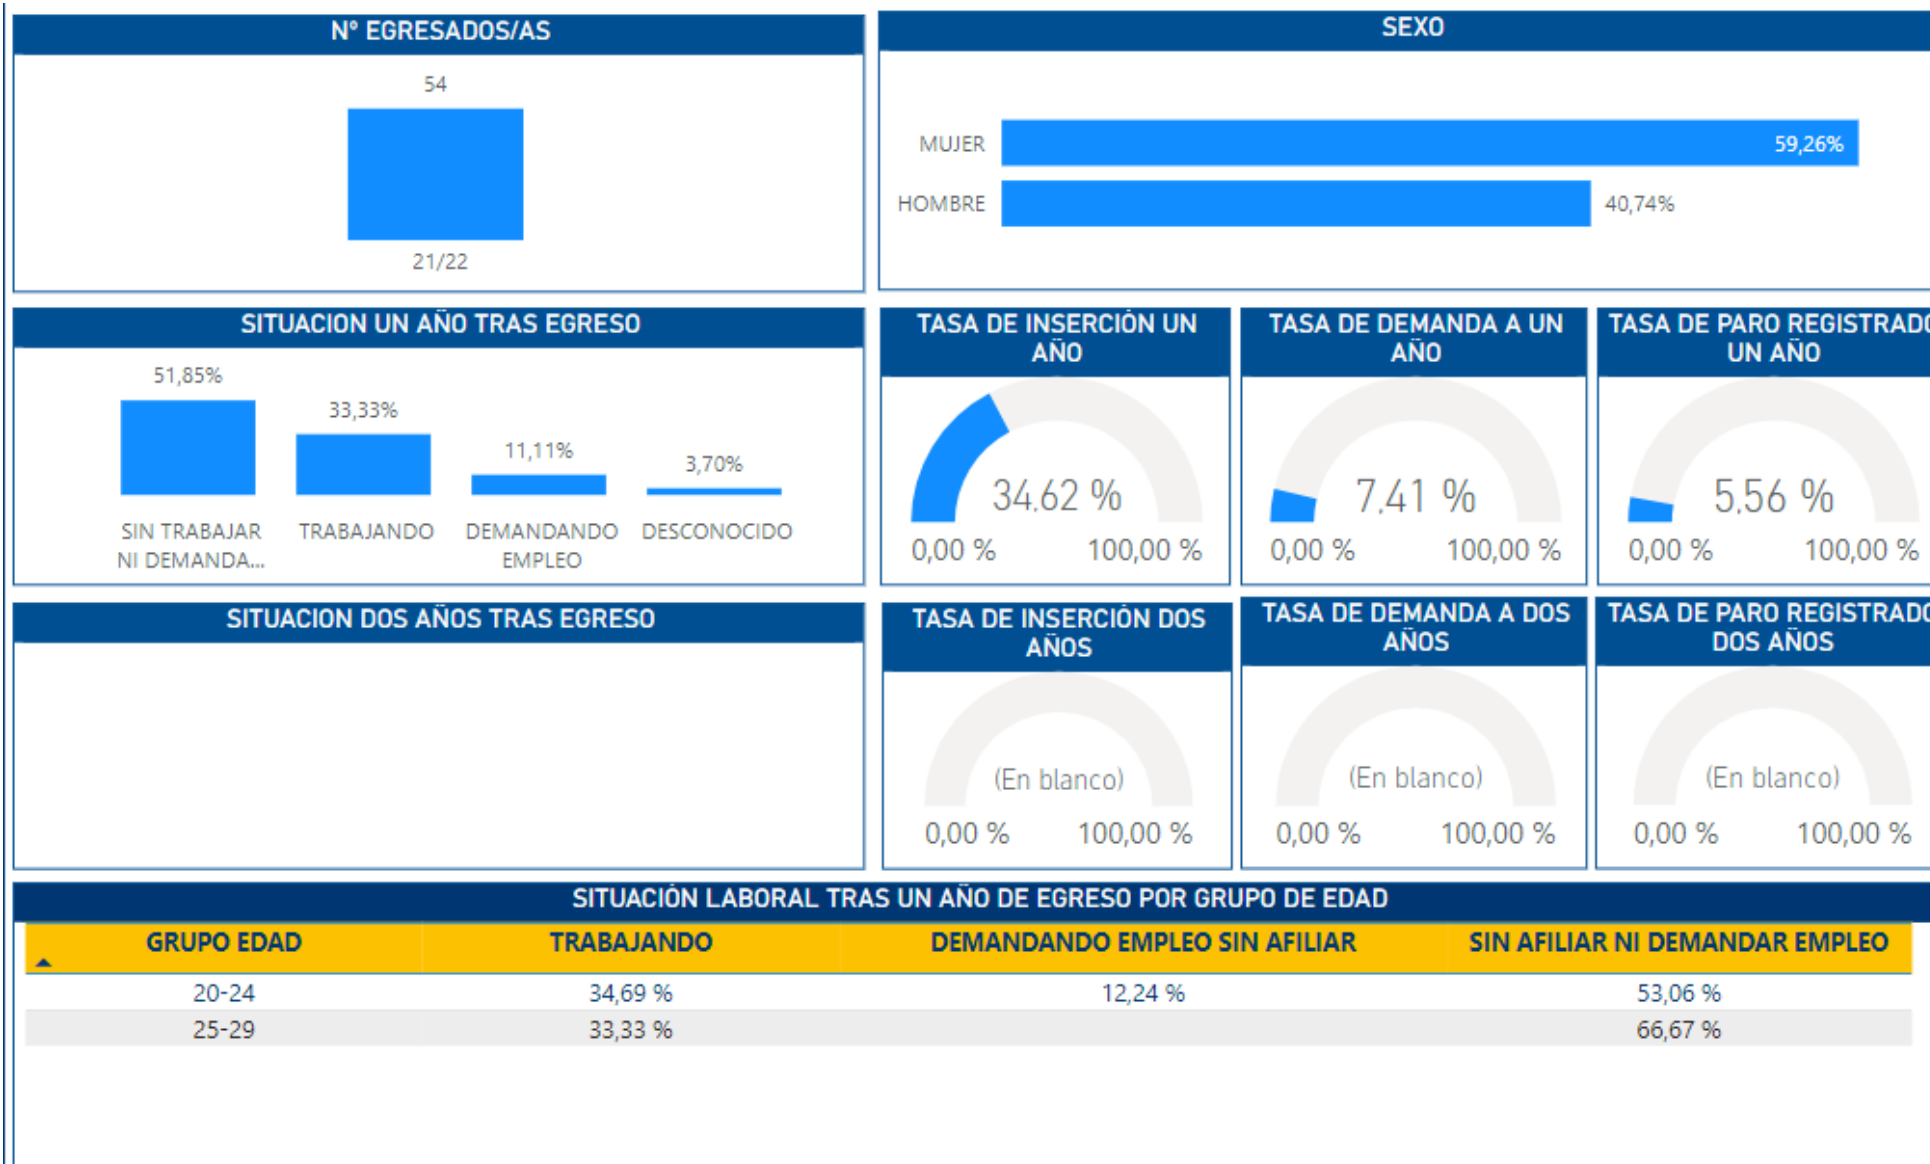 Nº EGRESADOS/AS
54
21/22
SEXO
MUJER
59,26%
HOMBRE
40,74%
SITUACION UN AÑO TRAS EGRESO
51,85%
33,33%
11,11%
3,70%
SIN TRABAJAR
NI DEMANDA...
TRABAJANDO
DEMANDANDO
EMPLEO
DESCONOCIDO
TASA DE INSERCIÓN UN
AÑO
34,62 %
0,00 %
100,00 %
TASA DE DEMANDA A UN
AÑO
7,41 %
0,00 %
100,00 %
TASA DE PARO REGISTRADO
UN AÑO
5,56 %
0,00 %
100,00 %
SITUACION DOS AÑOS TRAS EGRESO
TASA DE INSERCIÓN DOS
AÑOS
(En blanco)
0,00 %
100,00 %
TASA DE DEMANDA A DOS
AÑOS
(En blanco)
0,00 %
100,00 %
TASA DE PARO REGISTRADO
DOS AÑOS
(En blanco)
0,00 %
100,00 %
SITUACIÓN LABORAL TRAS UN AÑO DE EGRESO POR GRUPO DE EDAD
GRUPO EDAD TRABAJANDO DEMANDANDO EMPLEO SIN AFILIAR SIN AFILIAR NI DEMANDAR EMPLEO
20-24 34,69 % 12,24 % 53,06 %
25-29 33,33 % 66,67 %